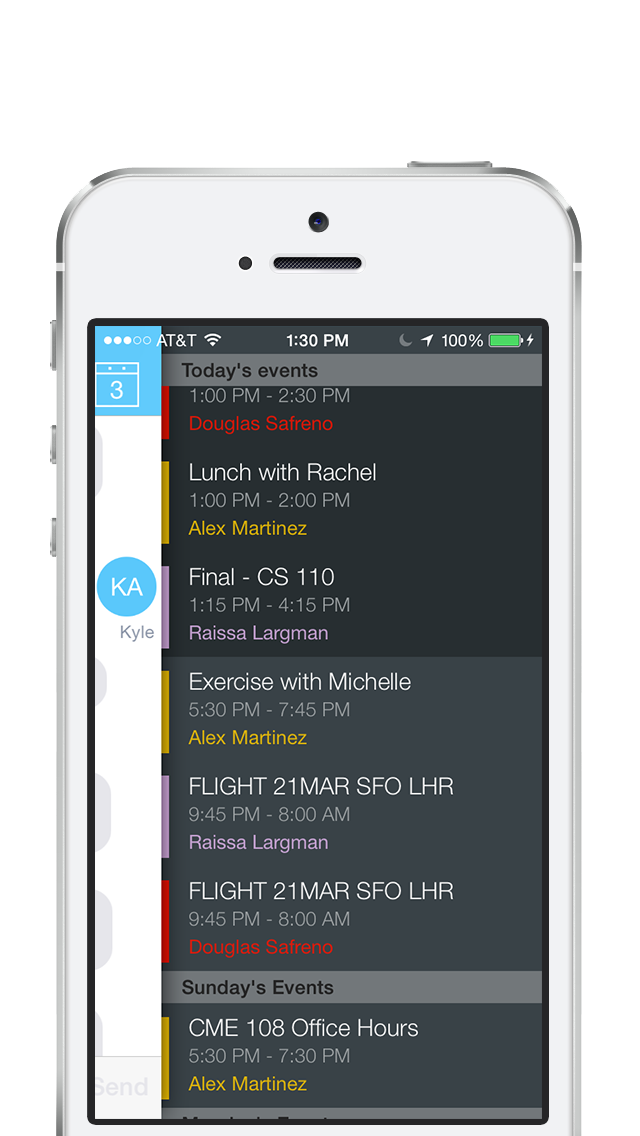 AT&T 1:30 PM 100%
3
Today's events
1:00 PM - 2:30 PM
Douglas Safreno
Lunch with Rachel
1:00 PM - 2:00 PM
Alex Martinez
Final - CS 110
1:15 PM - 4:15 PM
Raissa Largman
KA
Kyle
Exercise with Michelle
5:30 PM - 7:45 PM
Alex Martinez
FLIGHT 21MAR SFO LHR
9:45 PM - 8:00 AM
Raissa Largman
FLIGHT 21MAR SFO LHR
9:45 PM - 8:00 AM
Douglas Safreno
Sunday's Events
CME 108 Office Hours
5:30 PM - 7:30 PM
Alex Martinez
Send